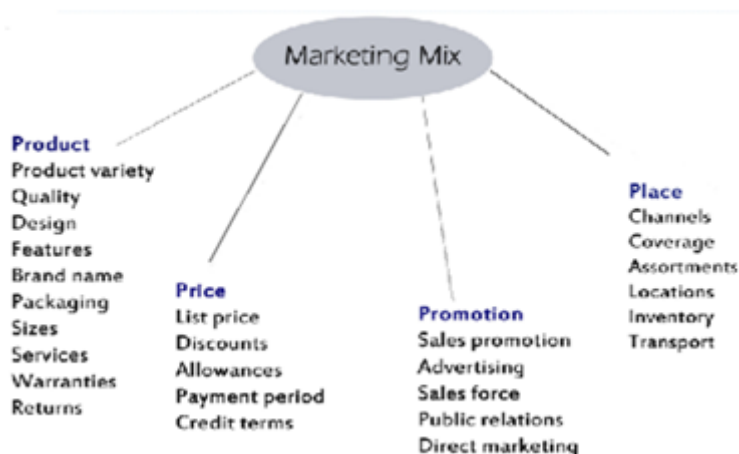 Marketing Mix
Product
Product variety
Quality
Design
Features
Brand name
Packaging
Sizes
Services
Warranties
Returns
Price
List price
Discounts
Allowances
Payment period
Credit terms
Promotion
Sales promotion
Advertising
Sales force
Public relations
Direct marketing
Place
Channels
Coverage
Assortments
Locations
Inventory
Transport